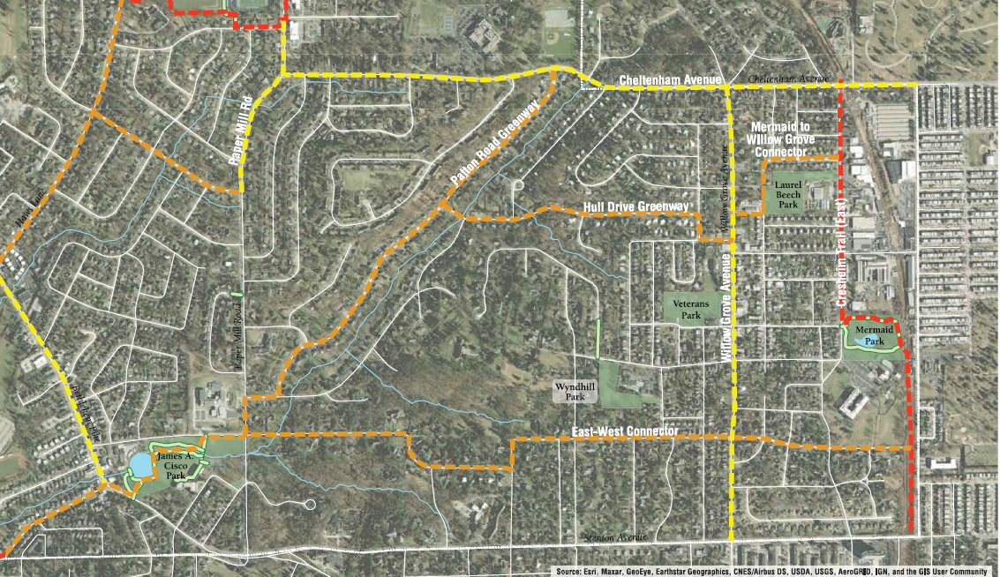 Cheltenham Avenue
Cheltenham Avenue
Paper Mill Rd
Patton Road Greenway
Mermaid to
Willow Grove
Connector
Willow Grove Avenue
Laurel
Beech
Park
Haws Lane
Hull Drive Greenway
Cresheim Trail (East)
Willow Grove Avenue
Veterans
Park
Paper Mill Road
Mermaid
Park
Wyndhill
Park
East-West Connector
James A.
Cisco
Park
Stenton Avenue
Source: Esri, Maxar, GeoEye, Earthstar Geographics, CNES/Airbus DS, USDA, USGS, AeroGRID, IGN, and the GIS User Community